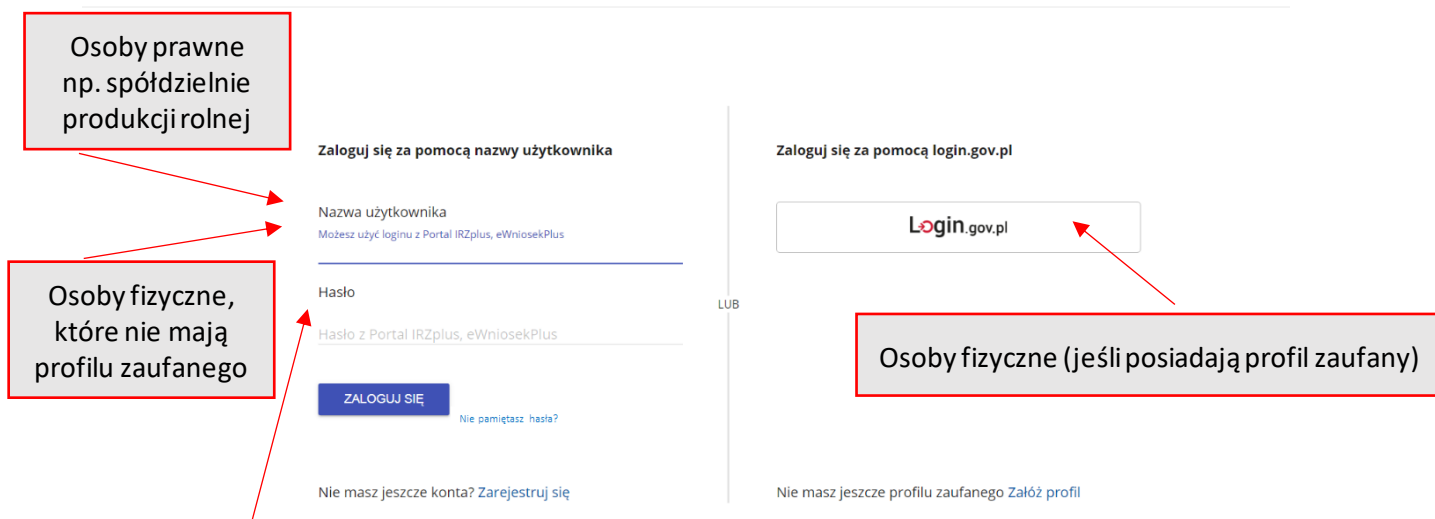 Osoby prawne
np. spółdzielnie
produkcji rolnej
Zaloguj się za pomocą nazwy użytkownika
Nazwa użytkownika
Możesz użyć loginu z Portal IRZplus, eWniosekPlus
Osoby fizyczne,
które nie mają
profilu zaufanego
Hasło
Hasło z Portal IRZplus, eWniosekPlus
ZALOGUJ SIĘ
Nie pamiętasz hasła?
Nie masz jeszcze konta? Zarejestruj się
LUB
Zaloguj się za pomocą login.gov.pl
Login.gov.pl
Osoby fizyczne (jeśli posiadają profil zaufany)
Nie masz jeszcze profilu zaufanego Załóż profil